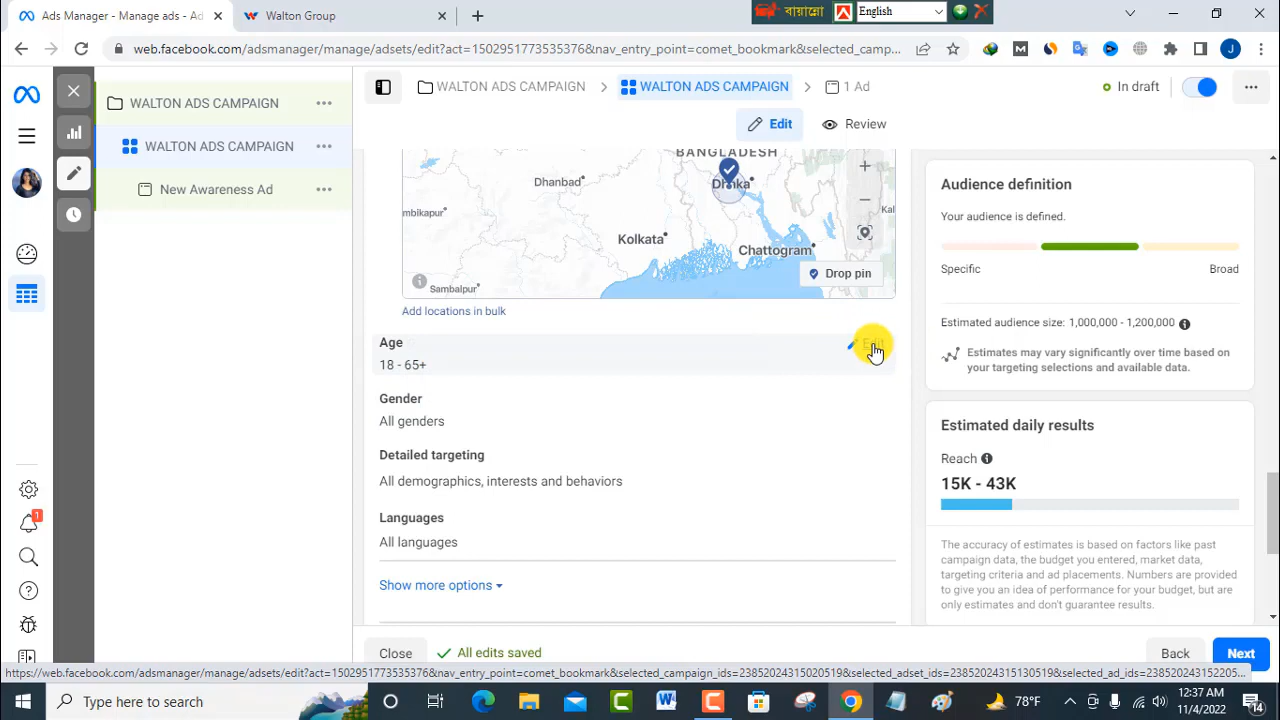 Ads Manager - Manage ads - Ad
Walton Group
বায়ান্নো
English
web.facebook.com/adsmanager/manage/adsets/edit?act=1502951773535376&nav_entry_point=comet_bookmark&selected_camp...
J
WALTON ADS CAMPAIGN
WALTON ADS CAMPAIGN
New Awareness Ad
WALTON ADS CAMPAIGN
WALTON ADS CAMPAIGN
1 Ad
In draft
Edit
Review
BANGLADESH
Dhanbad
Dhaka
mbikapur
Kal
Kolkata
Chattogram
Sambalpur
Drop pin
Add locations in bulk
Age
Edit
18 - 65+
Gender
All genders
Detailed targeting
All demographics, interests and behaviors
Languages
All languages
Show more options
Audience definition
Your audience is defined.
Specific
Broad
Estimated audience size: 1,000,000 - 1,200,000
Estimates may vary significantly over time based on
your targeting selections and available data.
Estimated daily results
Reach
15K - 43K
The accuracy of estimates is based on factors like past
campaign data, the budget you entered, market data,
targeting criteria and ad placements. Numbers are provided
to give you an idea of performance for your budget, but are
only estimates and don't guarantee results.
1
Close
All edits saved
Back
Next
https://web.facebook.com/adsmanager/manage/adsets/edit?act=1502951773535376&nav_entry_point=comet_bookmark&selected_campaign_ids=23852024315020519&selected_adset_ids=23852024315130519&selected_ad_ids=2385202...
Type here to search
78°F
12:37 AM
11/4/2022
14